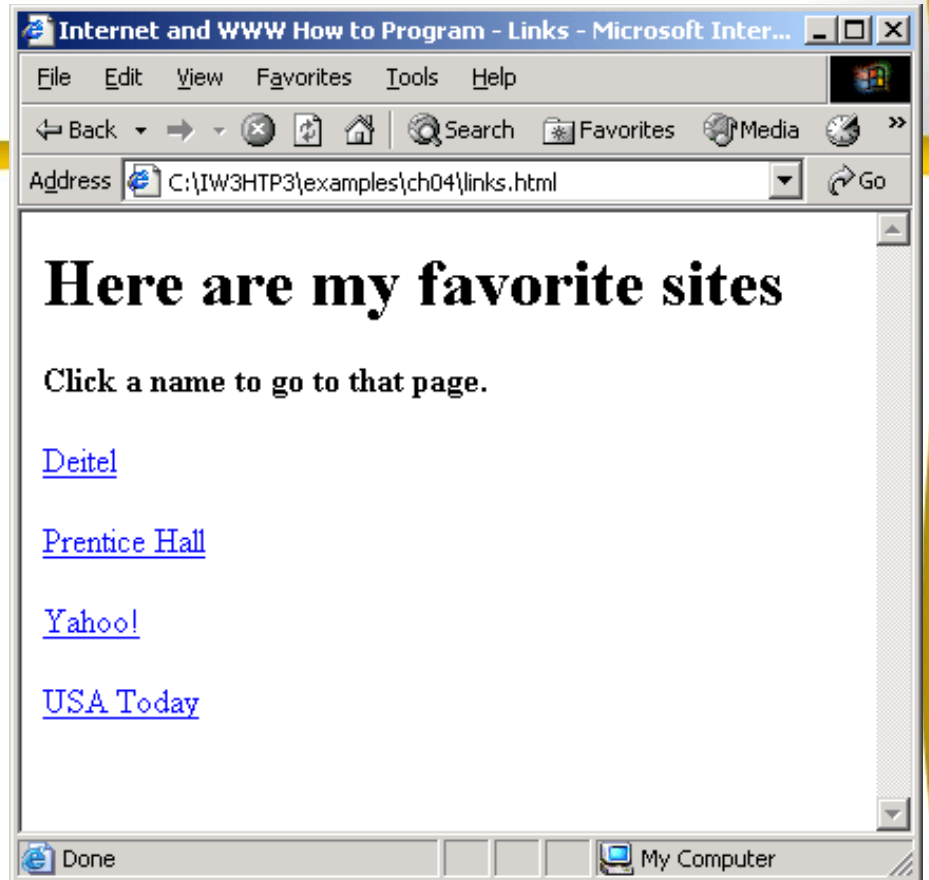 Internet and WWW How to Program - Links - Microsoft Inter...
File Edit View Favorites Tools Help
Back Search Favorites Media »
Address C:\IW3HTP3\examples\ch04\links.html Go
Here are my favorite sites
Click a name to go to that page.
Deitel
Prentice Hall
Yahoo!
USA Today
Done My Computer